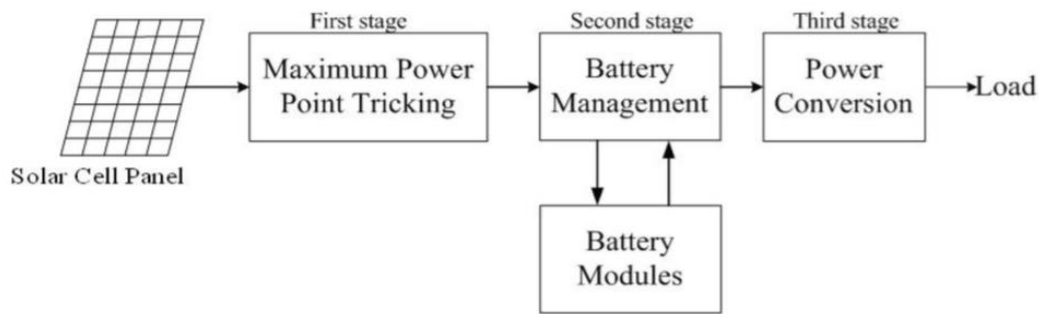 First stage
Second stage
Third stage
Maximum Power
Point Tricking
Battery
Management
Power
Conversion
Load
Solar Cell Panel
Battery
Modules